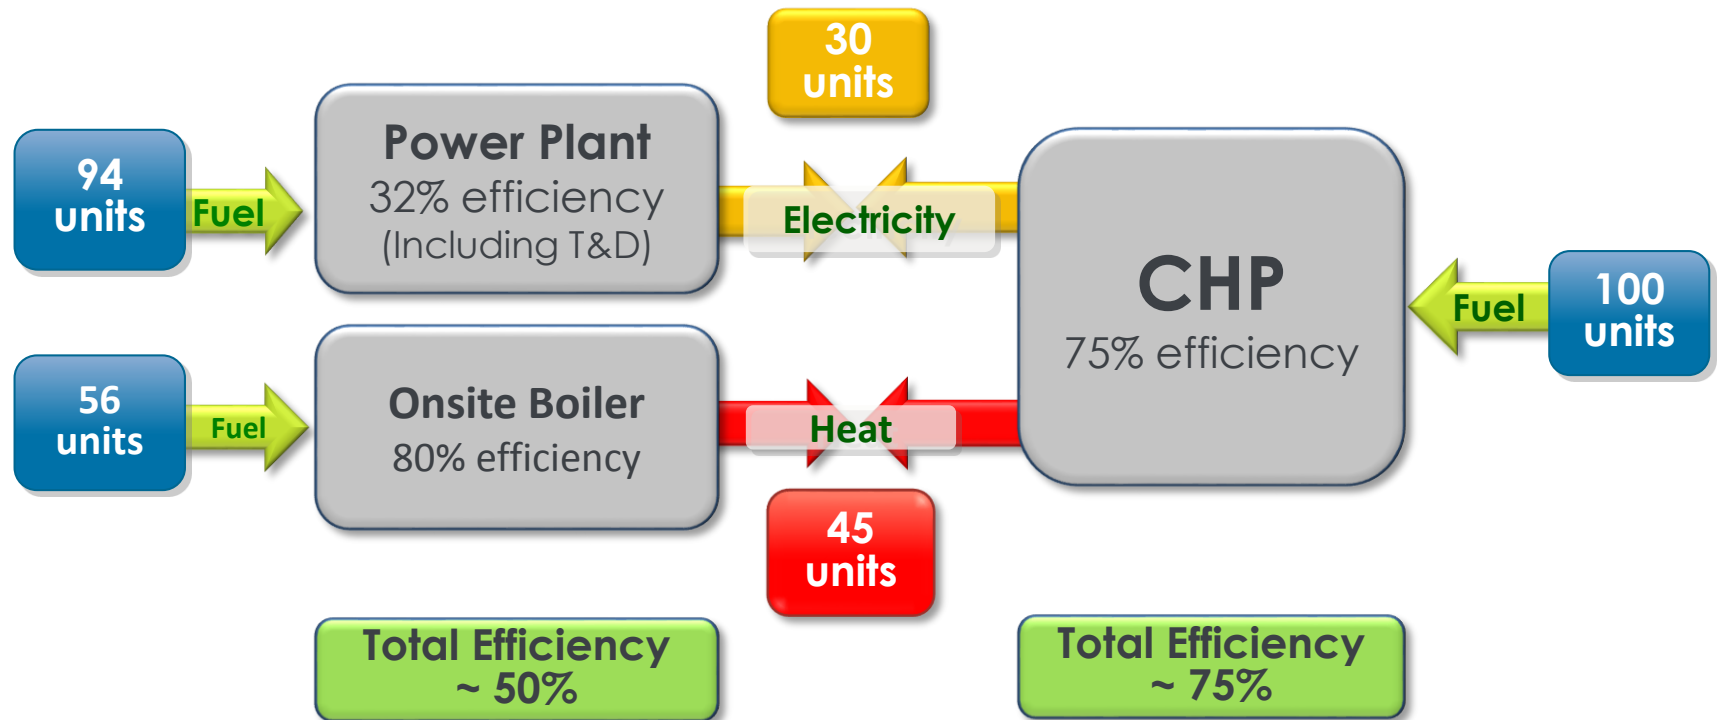 30
units
94
units
Fuel
Power Plant
32% efficiency
(Including T&D)
Electricity
CHP
75% efficiency
Fuel
100
units
56
units
Fuel
Onsite Boiler
80% efficiency
Heat
45
units
Total Efficiency
~ 50%
Total Efficiency
~ 75%